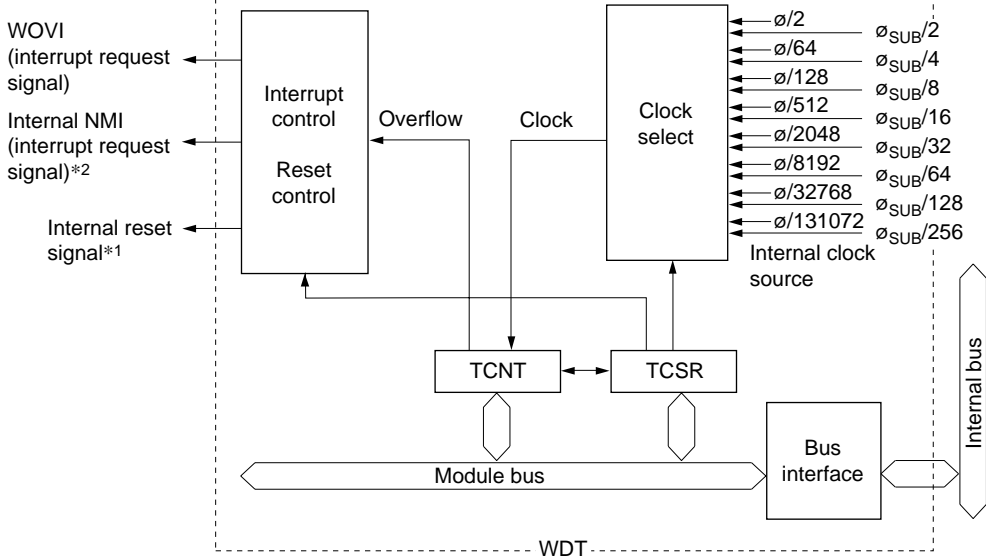 WOVI
(interrupt request
signal)
Internal NMI
(interrupt request
signal)*2
Internal reset
signal*1
Interrupt
control
Reset
control
Overflow
Clock
Clock
select
ø/2
øSUB/2
ø/64
øSUB/4
ø/128
øSUB/8
ø/512
øSUB/16
ø/2048
øSUB/32
ø/8192
øSUB/64
ø/32768
øSUB/128
ø/131072
øSUB/256
Internal clock
source
TCNT
TCSR
Module bus
Bus
interface
Internal bus
WDT